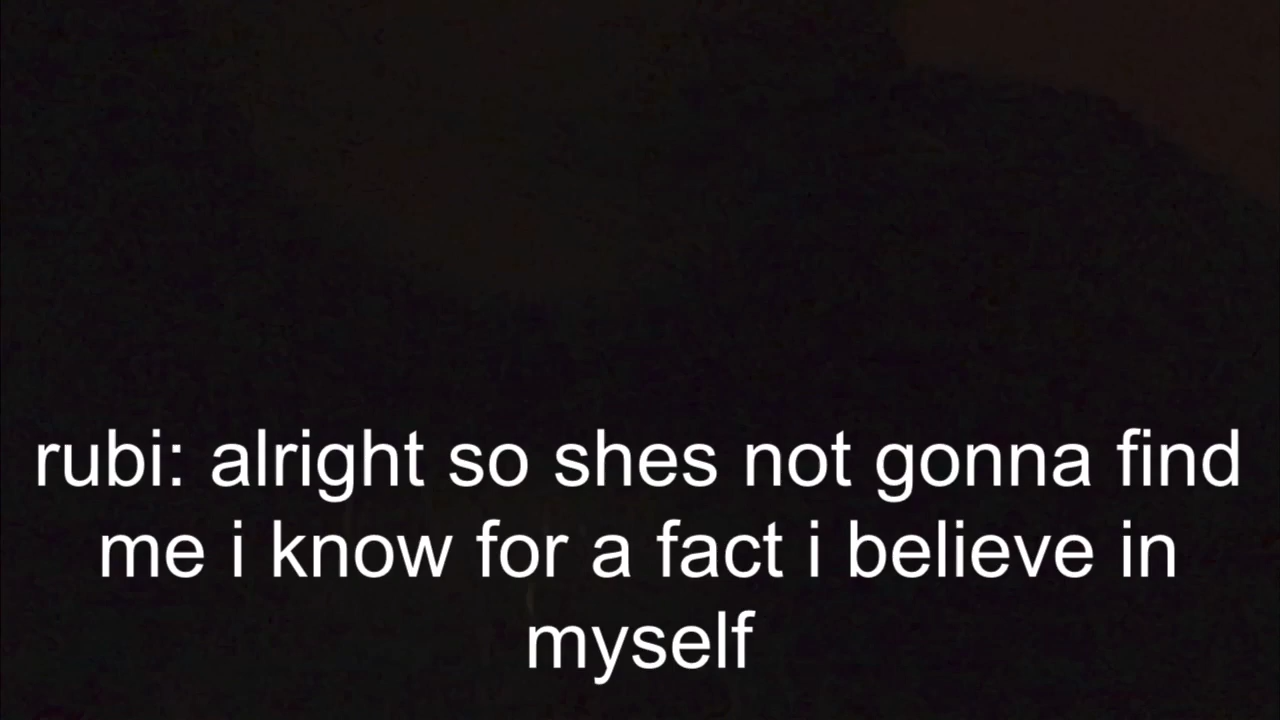 rubi: alright so shes not gonna find
me i know for a fact i believe in
myself